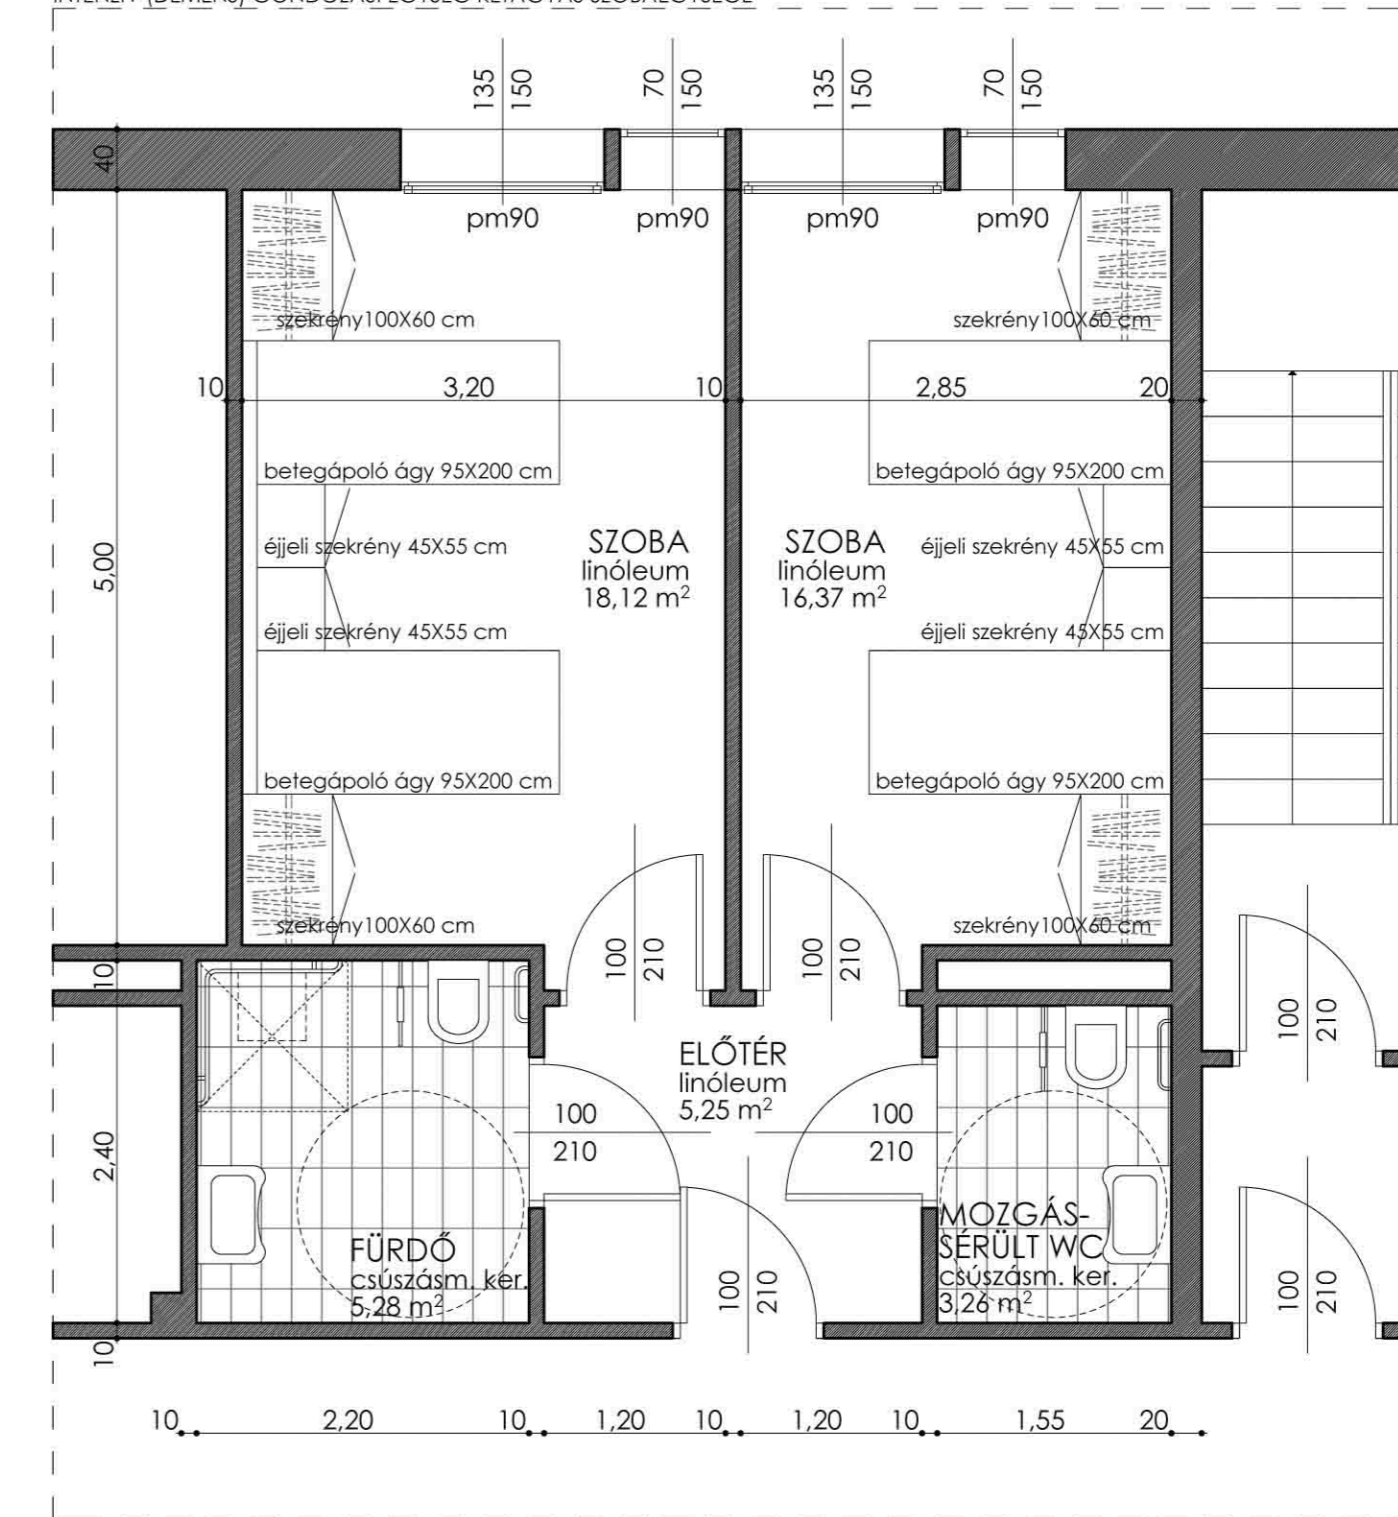 INTENZÍV (DEMENS) GONDOZÁSI EGYSÉG KÉTÁGYAS SZOBAEGYSÉGE
135
150
70
150
135
150
70
150
40
pm90
pm90
pm90
pm90
szekrény100X60 cm
szekrény100X60 cm
10
3,20
10
2,85
20
betegápoló ágy 95X200 cm
betegápoló ágy 95X200 cm
5,00
SZOBA
linóleum
18,12 m²
SZOBA
linóleum
16,37 m²
éjjeli szekrény 45X55 cm
éjjeli szekrény 45X55 cm
éjjeli szekrény 45X55 cm
éjjeli szekrény 45X55 cm
betegápoló ágy 95X200 cm
betegápoló ágy 95X200 cm
szekrény100X60 cm
szekrény100X60 cm
100
210
100
210
10
100
210
ELŐTÉR
linóleum
5,25 m²
100
210
100
210
2,40
FÜRDŐ
csúszásm. ker.
5,28 m²
MOZGÁS-
SÉRÜLT WC
csúszásm. ker.
3,26 m²
100
210
100
210
10
10
2,20
10
1,20
10
1,20
10
1,55
20